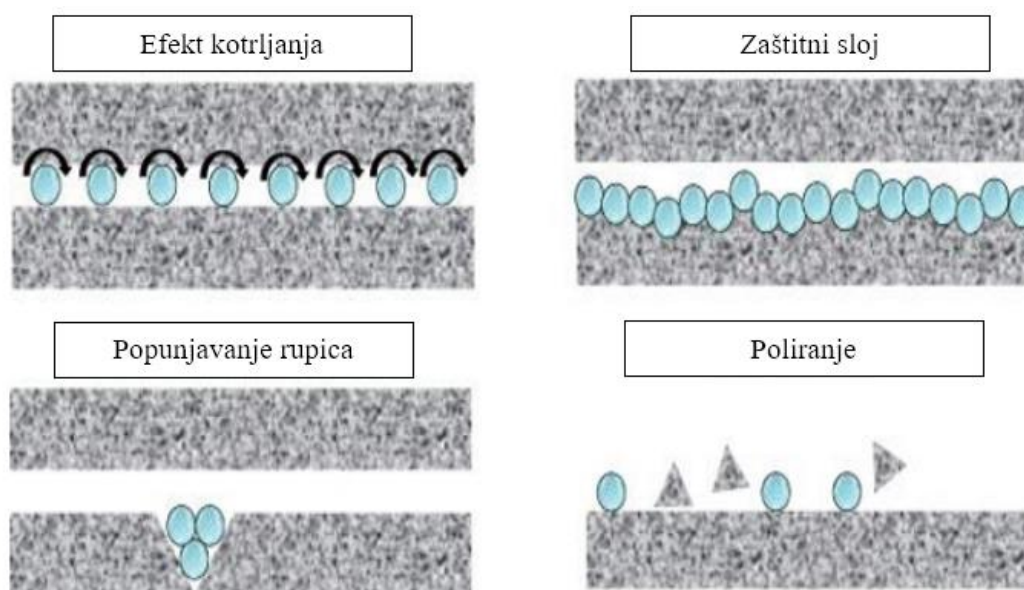 Efekt kotrljanja
Zaštitni sloj
Popunjavanje rupica
Poliranje